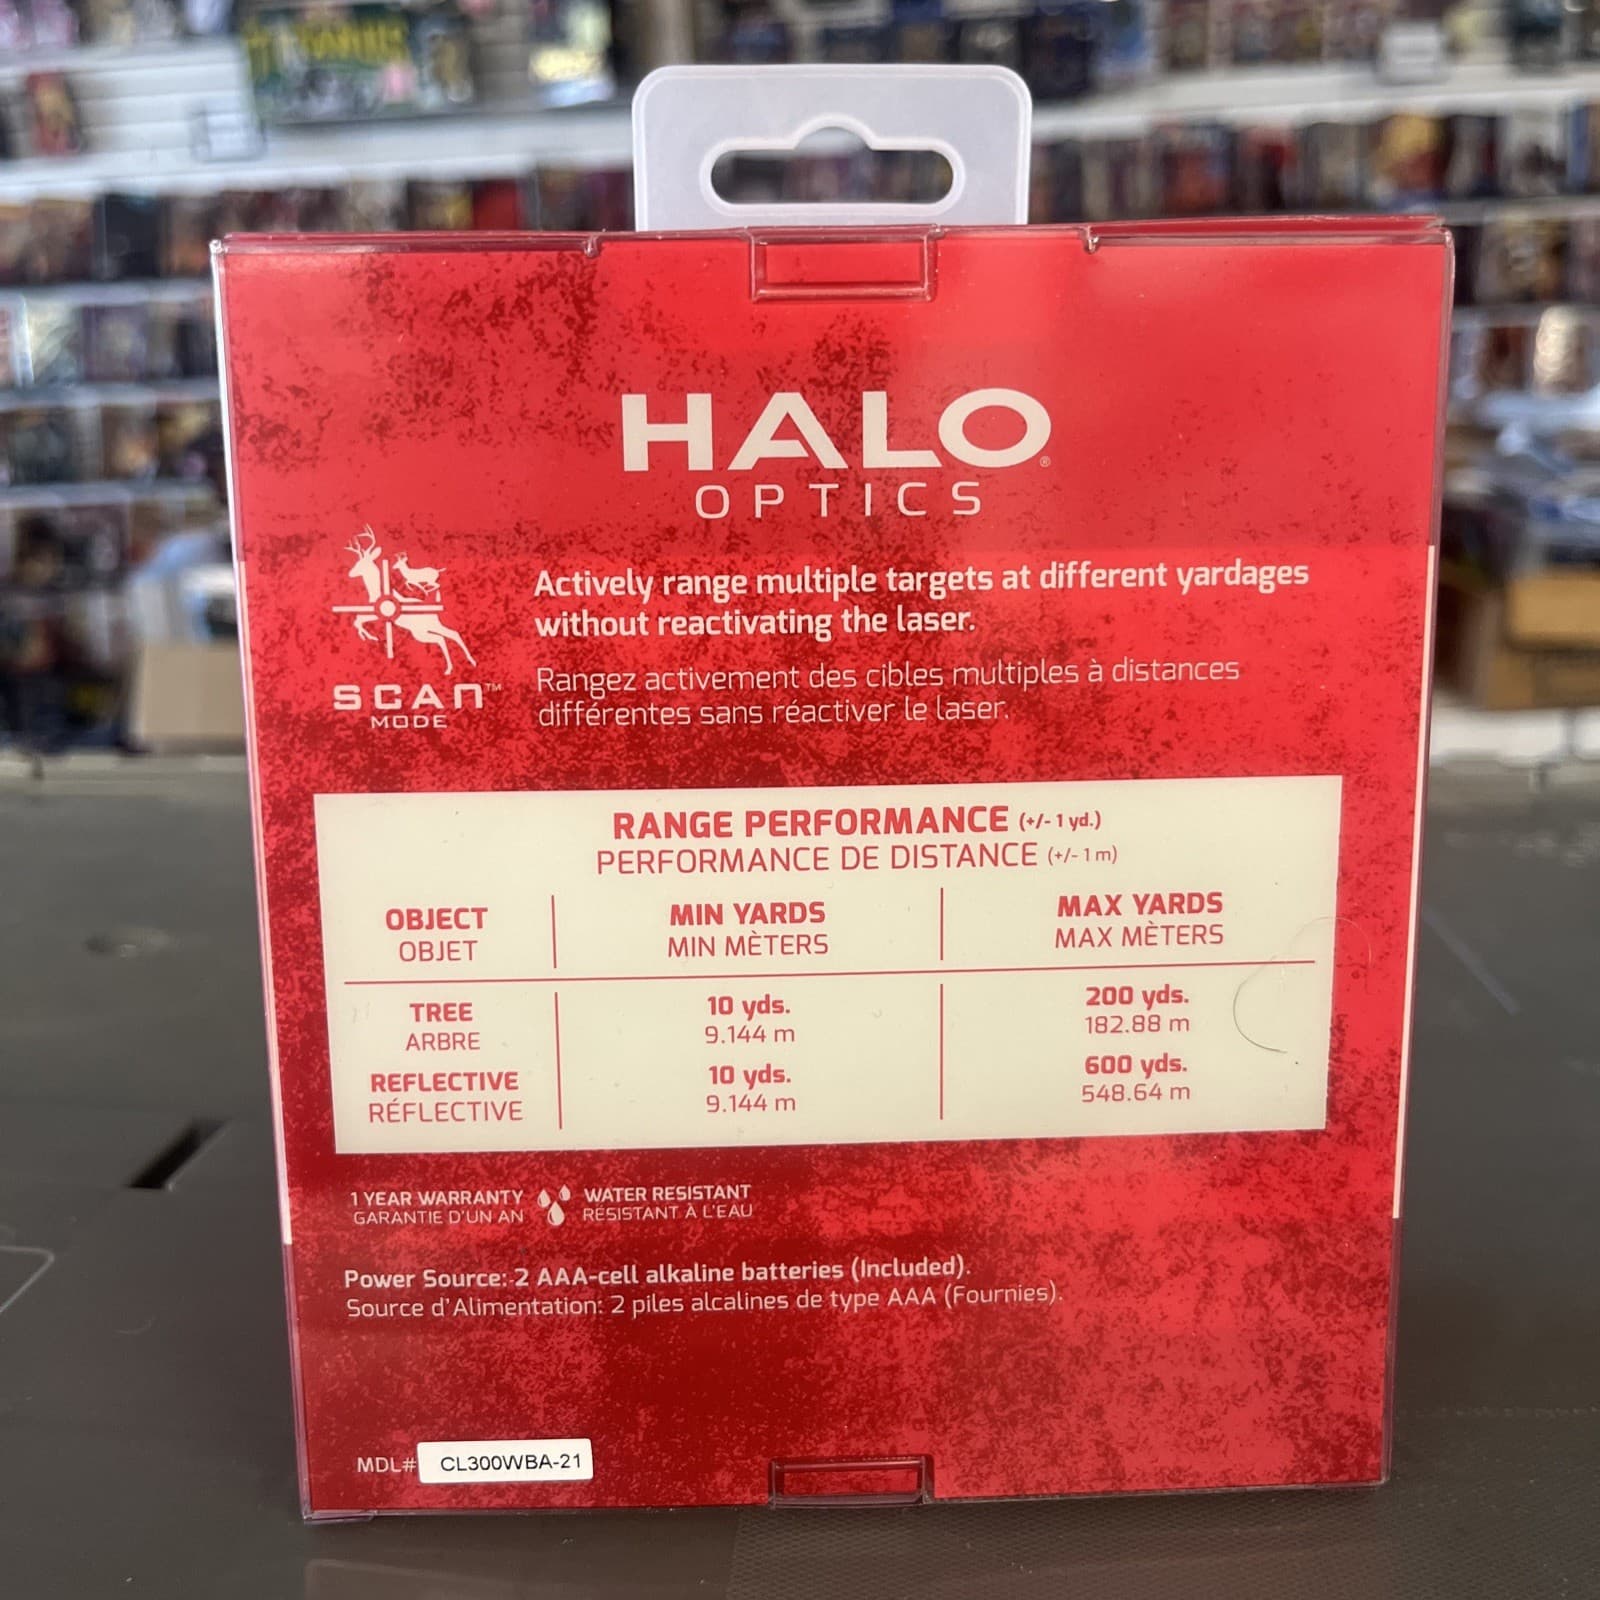 HALO®
OPTICS
SCAN™
MODE
Actively range multiple targets at different yardages
without reactivating the laser.
Rangez activement des cibles multiples à distances
différentes sans réactiver le laser.
RANGE PERFORMANCE (+/- 1 yd.)
PERFORMANCE DE DISTANCE (+/- 1 m)
OBJECT MIN YARDS MAX YARDS
OBJET MIN MÈTERS MAX MÈTERS
TREE 10 yds. 200 yds.
ARBRE 9.144 m 182.88 m
REFLECTIVE 10 yds. 600 yds.
RÉFLECTIVE 9.144 m 548.64 m
1 YEAR WARRANTY WATER RESISTANT
GARANTIE D'UN AN RÉSISTANT À L'EAU
Power Source: 2 AAA-cell alkaline batteries (Included).
Source d'Alimentation: 2 piles alcalines de type AAA (Fournies).
MDL# CL300WBA-21